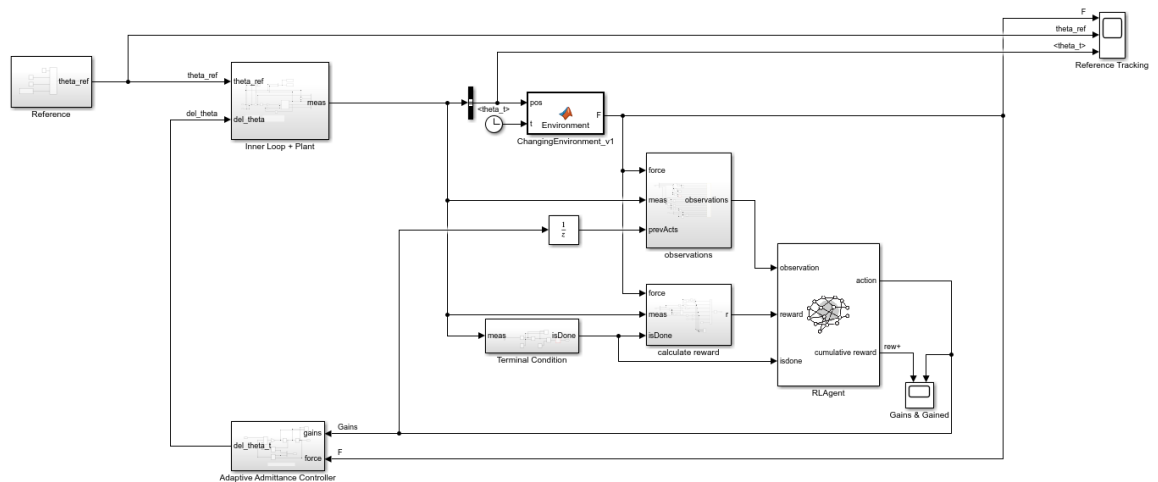 F
theta_ref
<theta_t>
Reference Tracking
theta_ref
Reference
theta_ref
del_theta
theta_ref
del_theta
meas
Inner Loop + Plant
<theta_t>
pos
t
F
Environment
ChangingEnvironment_v1
force
meas
prevActs
observations
observations
1
z
force
meas
isDone
r
calculate reward
meas
isDone
Terminal Condition
observation
reward
isdone
action
cumulative reward
RLAgent
rew+
Gains & Gained
Gains
F
gains
force
del_theta_t
Adaptive Admittance Controller